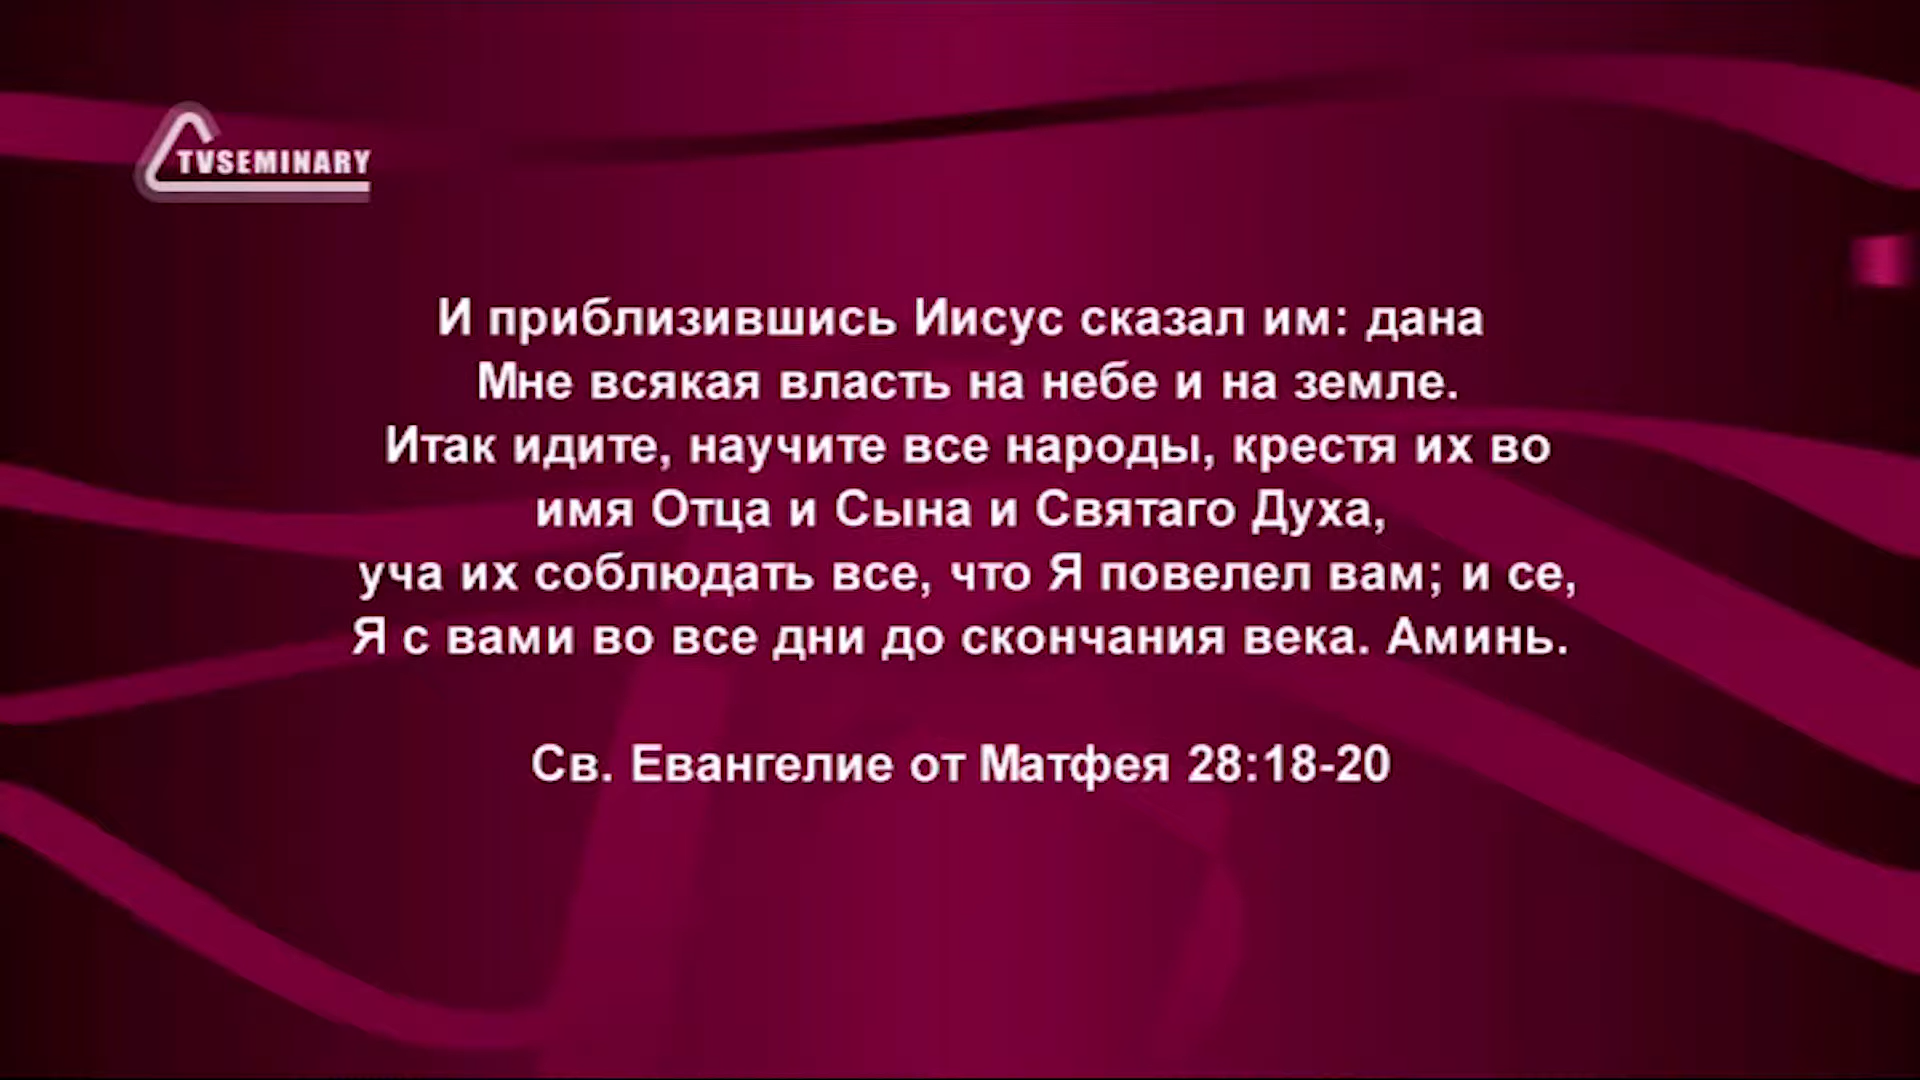 TVSEMINARY
И приблизившись Иисус сказал им: дана
Мне всякая власть на небе и на земле.
Итак идите, научите все народы, крестя их во
имя Отца и Сына и Святаго Духа,
уча их соблюдать все, что Я повелел вам; и се,
Я с вами во все дни до скончания века. Аминь.
Св. Евангелие от Матфея 28:18-20